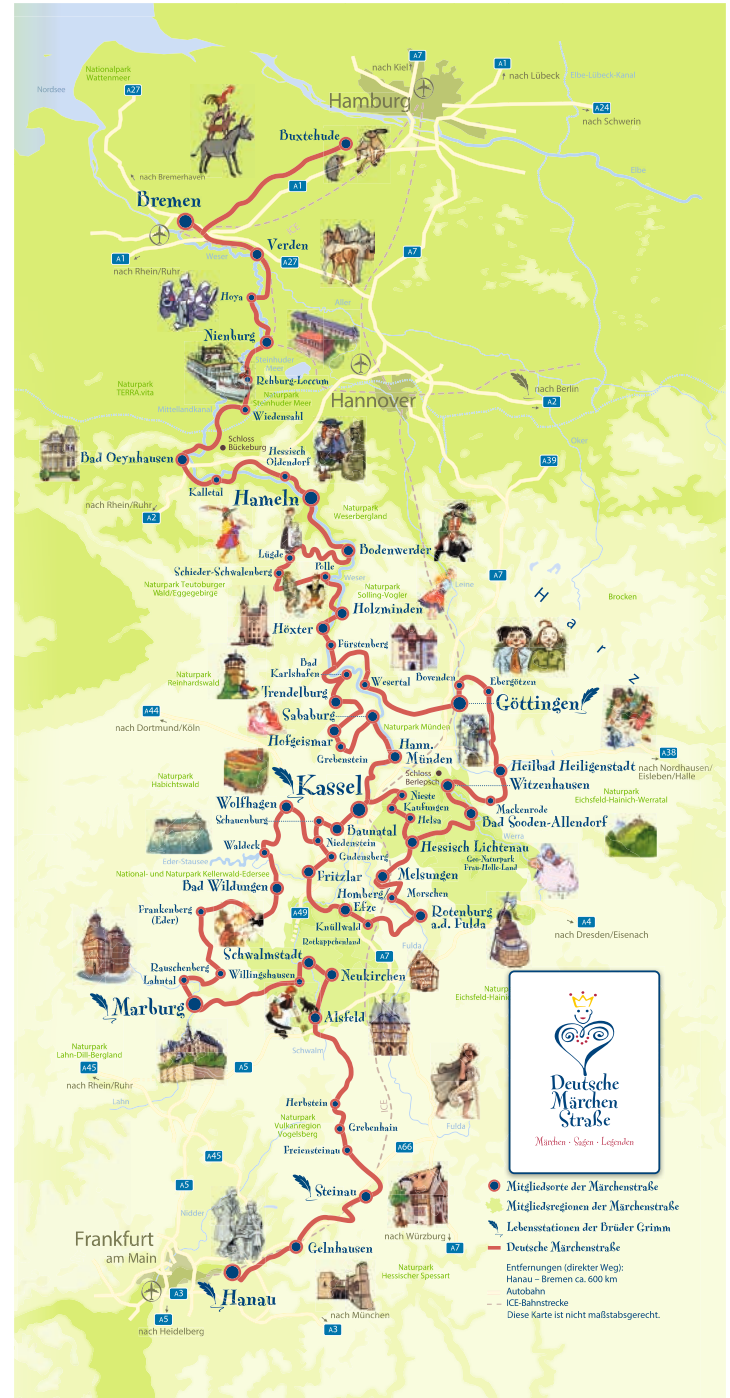 A7
nach Kiel
A1
nach Lübeck
Elbe-Lübeck-Kanal
Nationalpark
Wattenmeer
Nordsee
A27
Hamburg
A24
nach Schwerin
Buxtehude
Elbe
nach Bremerhaven
A1
Bremen
ICE
Verden
A7
Weser
A1
A27
nach Rhein/Ruhr
Hoya
Aller
Nienburg
Steinhuder
Meer
Rehburg-Loccum
Naturpark
TERRA.vita
Naturpark
Steinhuder Meer
nach Berlin
A2
Hannover
Mittellandkanal
Wiedensahl
Schloss
Bückeburg
Oker
Bad Oeynhausen
Hessisch
Oldendorf
A39
Kalletal
Hameln
nach Rhein/Ruhr
A2
Naturpark
Weserbergland
Lügde
Bodenwerder
Polle
Schieder-Schwalenberg
Weser
A7
Naturpark Teutoburger
Wald/Eggegebirge
Naturpark
Solling-Vogler
Leine
Harz
Brocken
Holzminden
Höxter
Fürstenberg
Bad
Karlshafen
Naturpark
Reinhardswald
Wesertal
Bovenden
Ebergötzen
Trendelburg
Göttingen
A44
nach Dortmund/Köln
Sababurg
Naturpark Münden
Hofgeismar
Hann.
Münden
Grebenstein
A38
nach Nordhausen/
Eisleben/Halle
Heilbad Heiligenstadt
Schloss
Berlepsch
Witzenhausen
Naturpark
Habichtswald
Kassel
Naturpark
Eichsfeld-Hainich-Werratal
Nieste
Mackenrode
Wolfhagen
Kaufungen
Schauenburg
Helsa
Bad Sooden-Allendorf
Baunatal
Werra
Waldeck
Niedenstein
Hessisch Lichtenau
Gudensberg
Geo-Naturpark
Frau-Holle-Land
Eder-Stausee
National- und Naturpark Kellerwald-Edersee
Fritzlar
Melsungen
Bad Wildungen
Homberg/
Efze
Morschen
Frankenberg
(Eder)
A49
Rotenburg
a.d. Fulda
Knüllwald
A4
nach Dresden/Eisenach
Rotkäppchenland
Fulda
Schwalmstadt
A7
Rauschenberg
Lahntal
Willingshausen
Neukirchen
Marburg
Alsfeld
Naturpark
Lahn-Dill-Bergland
Schwalm
A45
nach Rhein/Ruhr
A5
Lahn
Herbstein
ICE
Naturpark
Vulkanregion
Vogelsberg
Grebenhain
Fulda
A66
Freiensteinau
A45
A5
Steinau
Nidder
nach Würzburg
A7
Frankfurt
am Main
Gelnhausen
Naturpark
Hessischer Spessart
Hanau
A3
A5
nach Heidelberg
nach München
A3
Deutsche
Märchen
Straße
Märchen · Sagen · Legenden
Mitgliedsorte der Märchenstraße
Mitgliedsregionen der Märchenstraße
Lebensstationen der Brüder Grimm
Deutsche Märchenstraße
Entfernungen (direkter Weg):
Hanau – Bremen ca. 600 km
Autobahn
ICE-Bahnstrecke
Diese Karte ist nicht maßstabsgerecht.